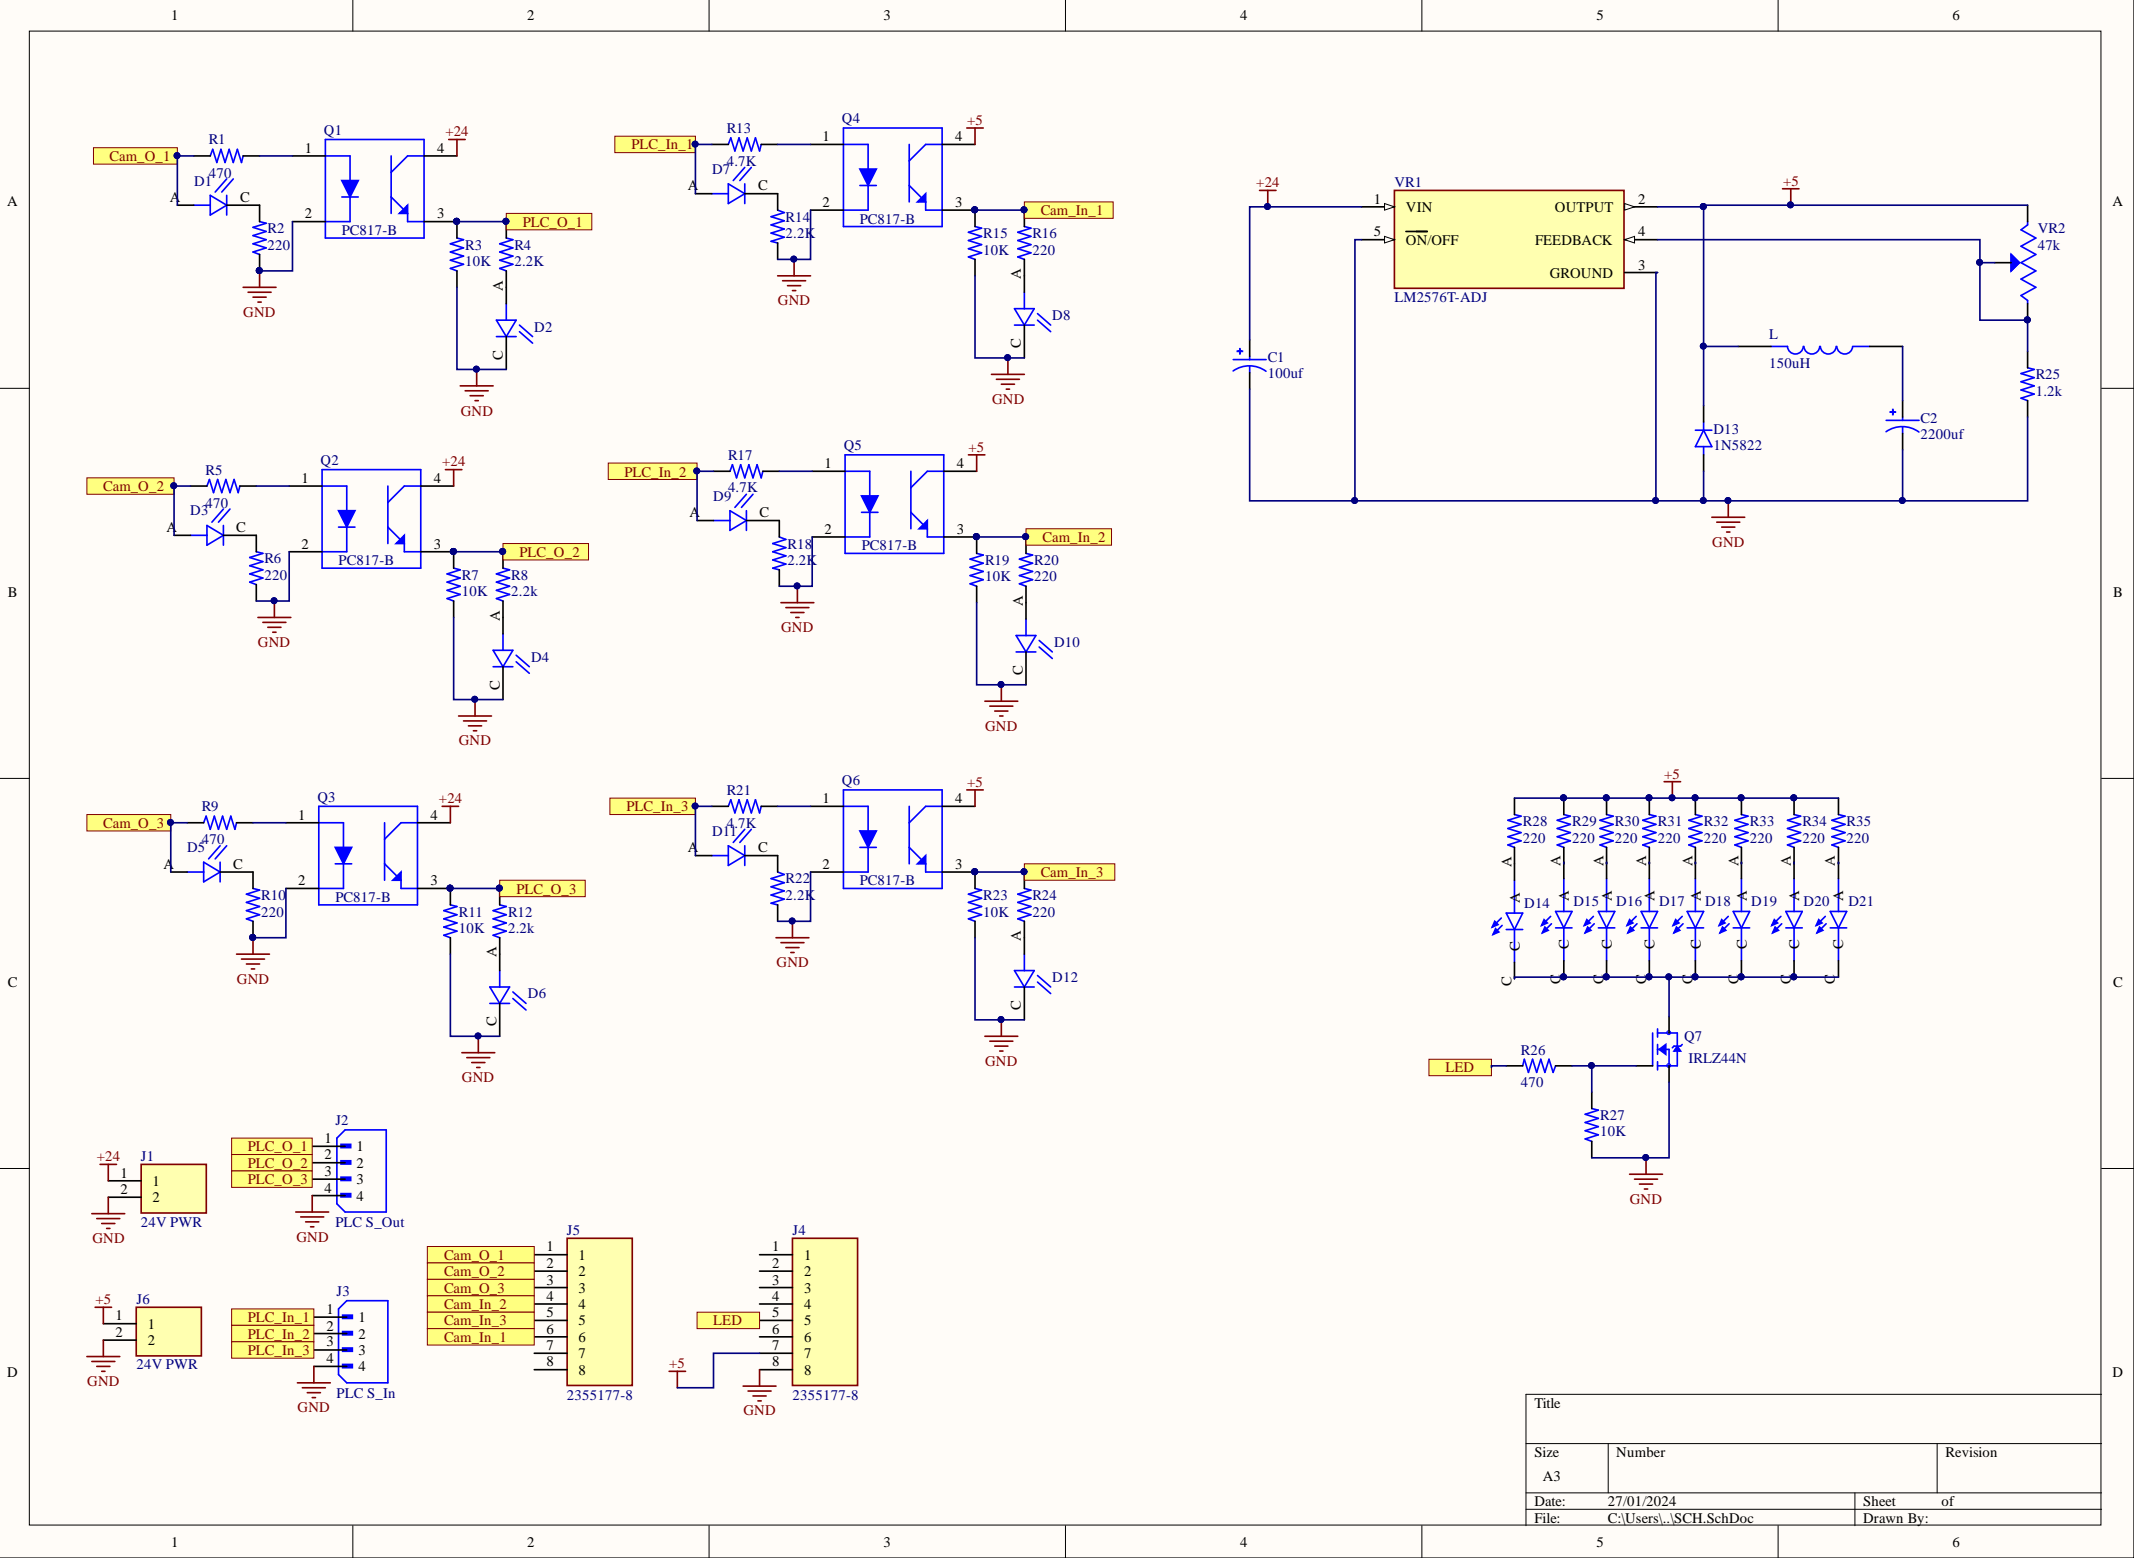 1 2 3 4 5 6
A A
B B
C C
D D
Cam_O_1
R1
470
D1
A
C
R2
220
GND
Q1
1
2
PC817-B
4
3
+24
PLC_O_1
R3
10K
R4
2.2K
A
D2
C
GND
PLC_In_1
R13
4.7K
D7
A
C
R14
2.2K
GND
Q4
1
2
PC817-B
4
3
+5
Cam_In_1
R15
10K
R16
220
A
D8
C
GND
+24
VR1
1
VIN
5
ON/OFF
OUTPUT
2
FEEDBACK
4
GROUND
3
LM2576T-ADJ
+5
VR2
47k
C1
100uf
L
150uH
D13
1N5822
C2
2200uf
R25
1.2k
GND
Cam_O_2
R5
470
D3
A
C
R6
220
GND
Q2
1
2
PC817-B
4
3
+24
PLC_O_2
R7
10K
R8
2.2k
A
D4
C
GND
PLC_In_2
R17
4.7K
D9
A
C
R18
2.2K
GND
Q5
1
2
PC817-B
4
3
+5
Cam_In_2
R19
10K
R20
220
A
D10
C
GND
Cam_O_3
R9
470
D5
A
C
R10
220
GND
Q3
1
2
PC817-B
4
3
+24
PLC_O_3
R11
10K
R12
2.2k
A
D6
C
GND
PLC_In_3
R21
4.7K
D11
A
C
R22
2.2K
GND
Q6
1
2
PC817-B
4
3
+5
Cam_In_3
R23
10K
R24
220
A
D12
C
GND
+5
R28 R29 R30 R31 R32 R33 R34 R35
220 220 220 220 220 220 220 220
A A A A A A A A
A A A A A A A A
D14 D15 D16 D17 D18 D19 D20 D21
C C C C C C C C
C C C C C C C C
Q7
IRLZ44N
LED
R26
470
R27
10K
GND
+24
J1
1 1
2 2
GND
24V PWR
J2
PLC_O_1 1 1
PLC_O_2 2 2
PLC_O_3 3 3
4 4
GND
PLC S_Out
+5
J6
1 1
2 2
GND
24V PWR
J3
PLC_In_1 1 1
PLC_In_2 2 2
PLC_In_3 3 3
4 4
GND
PLC S_In
J5
Cam_O_1 1 1
Cam_O_2 2 2
Cam_O_3 3 3
Cam_In_2 4 4
Cam_In_3 5 5
Cam_In_1 6 6
7 7
8 8
2355177-8
J4
1 1
2 2
3 3
4 4
LED 5 5
6 6
7 7
8 8
+5
GND
2355177-8
Title
Size Number Revision
A3
Date: 27/01/2024 Sheet of
File: C:\Users\..\SCH.SchDoc Drawn By:
1 2 3 4 5 6